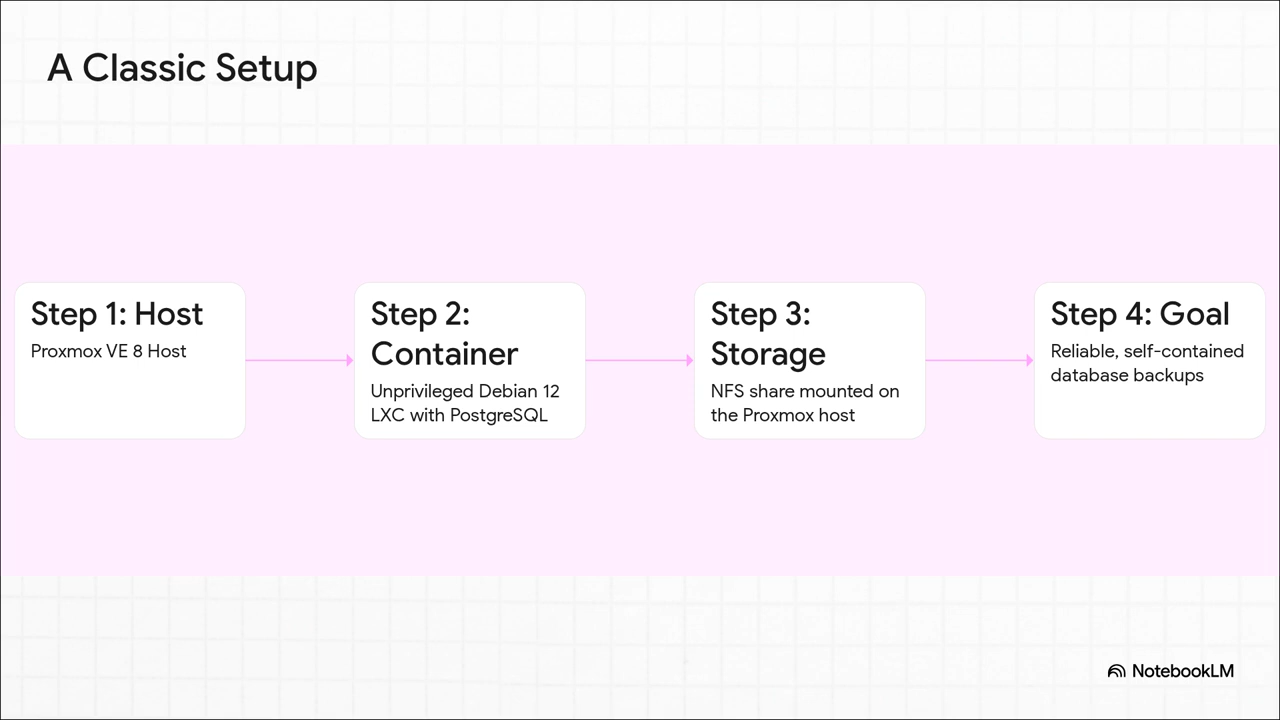 A Classic Setup
Step 1: Host
Proxmox VE 8 Host
Step 2:
Container
Unprivileged Debian 12
LXC with PostgreSQL
Step 3:
Storage
NFS share mounted on
the Proxmox host
Step 4: Goal
Reliable, self-contained
database backups
NotebookLM